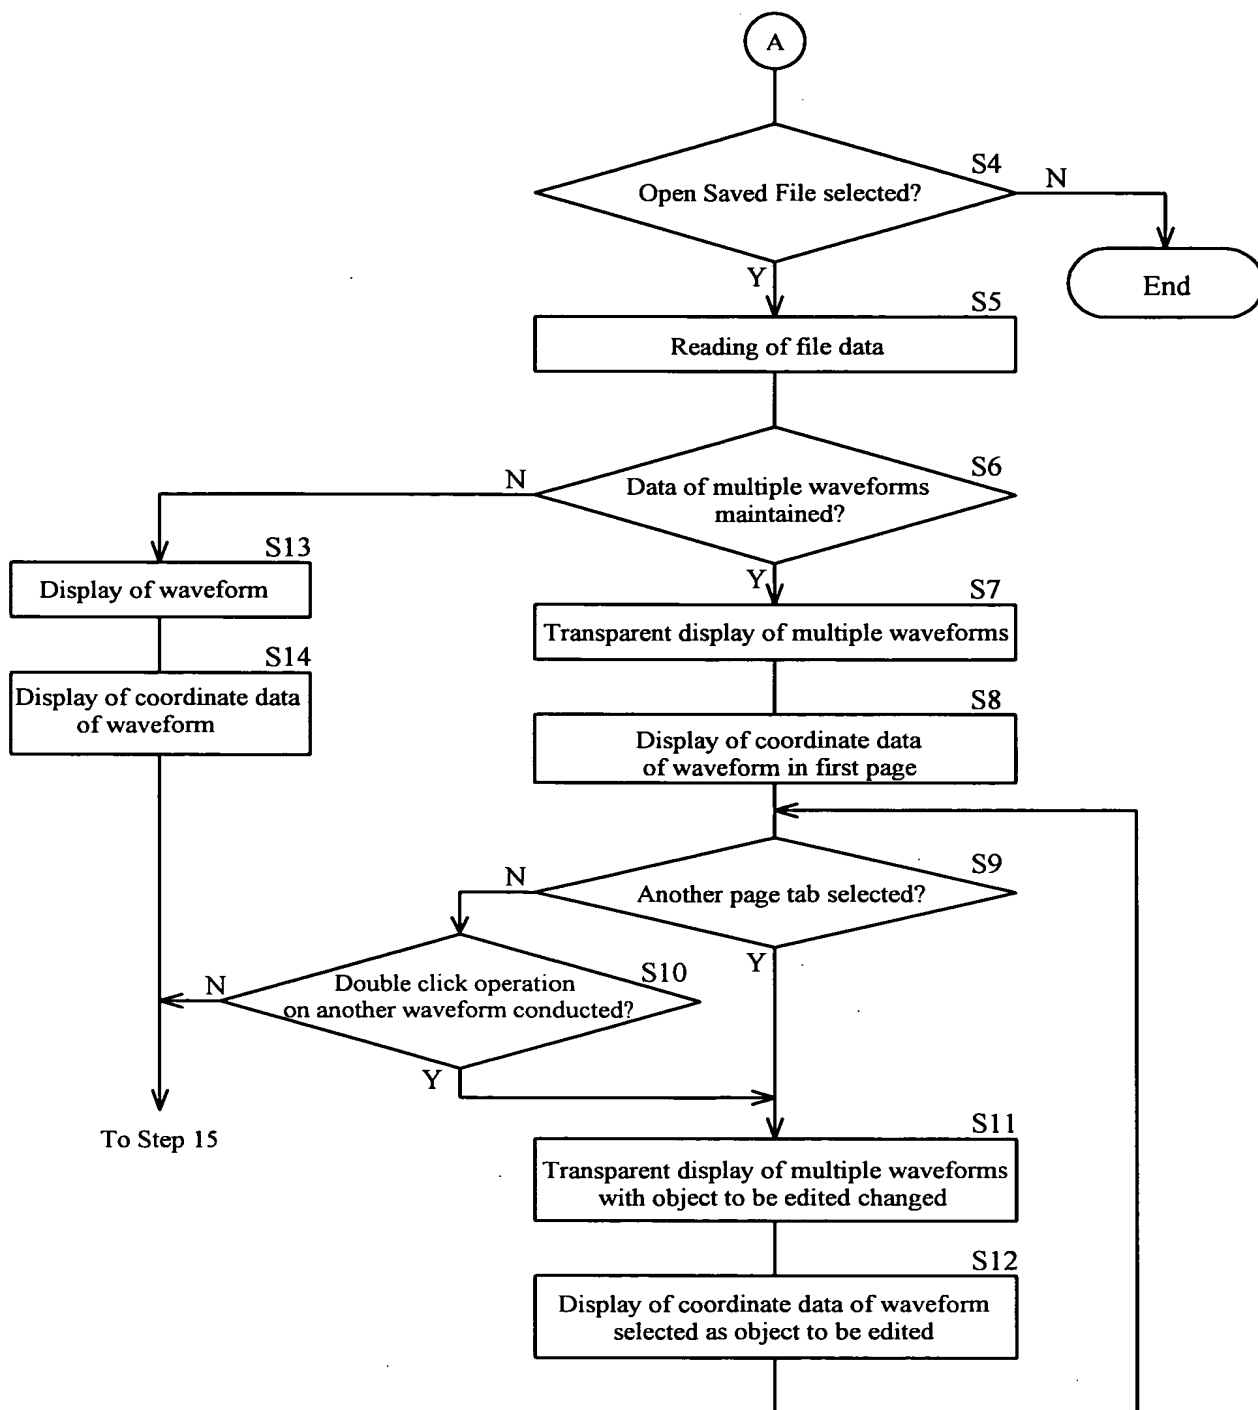 A
S4
Open Saved File selected?
N
Y
End
S5
Reading of file data
S6
Data of multiple waveforms
maintained?
N
Y
S13
Display of waveform
S14
Display of coordinate data
of waveform
S7
Transparent display of multiple waveforms
S8
Display of coordinate data
of waveform in first page
S9
Another page tab selected?
N
Y
S10
Double click operation
on another waveform conducted?
N
Y
To Step 15
S11
Transparent display of multiple waveforms
with object to be edited changed
S12
Display of coordinate data of waveform
selected as object to be edited